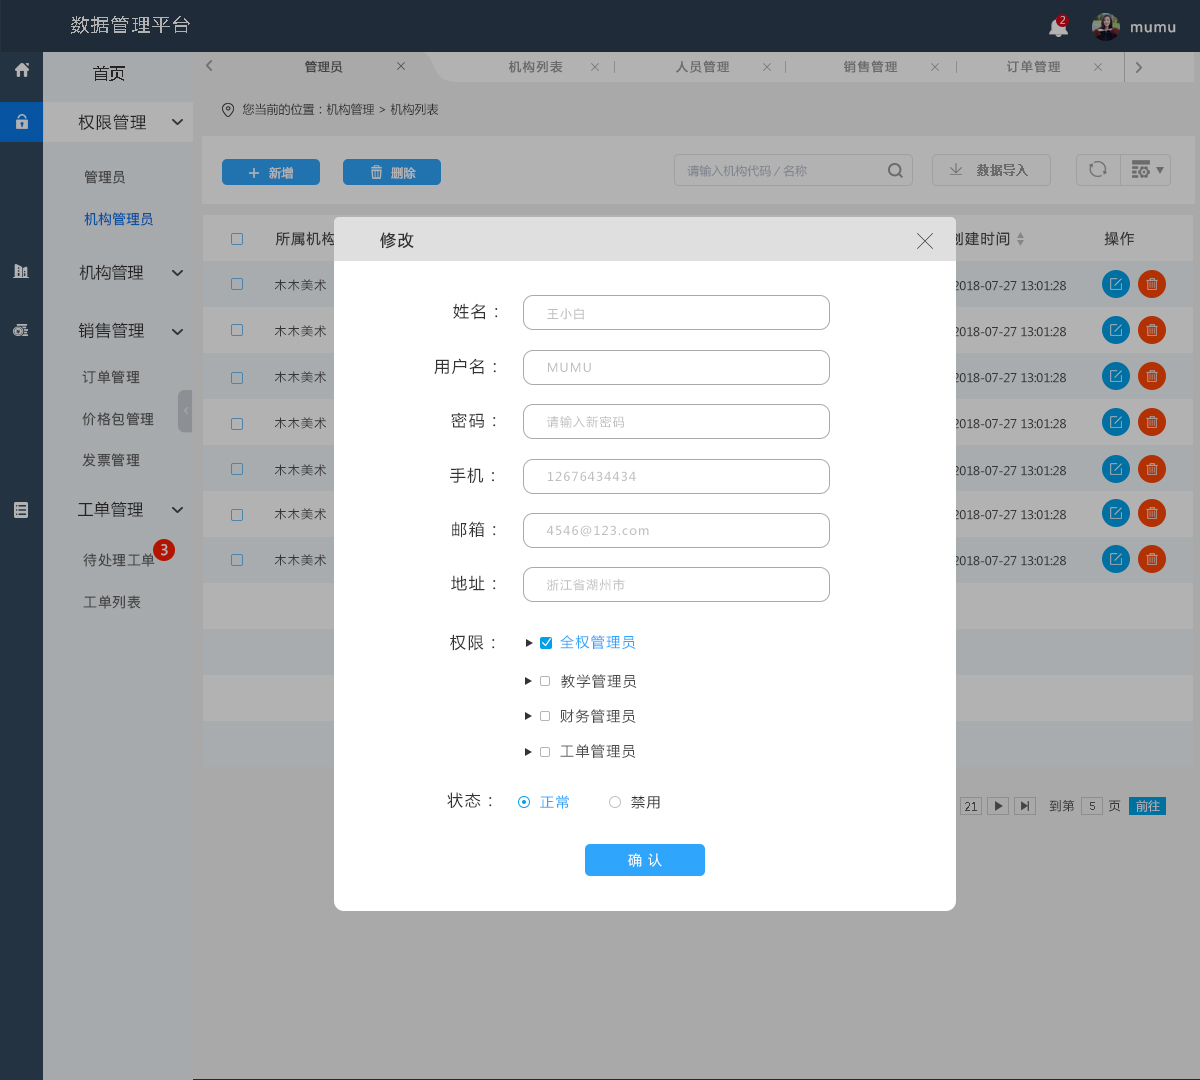 数据管理平台
2
mumu
首页
管理员
机构列表
人员管理
销售管理
订单管理
权限管理
您当前的位置：机构管理 > 机构列表
管理员
机构管理员
机构管理
销售管理
订单管理
价格包管理
发票管理
工单管理
待处理工单
3
工单列表
新增
删除
请输入机构代码 / 名称
数据导入
所属机构
创建时间
操作
木木美术
2018-07-27 13:01:28
木木美术
2018-07-27 13:01:28
木木美术
2018-07-27 13:01:28
木木美术
2018-07-27 13:01:28
木木美术
2018-07-27 13:01:28
木木美术
2018-07-27 13:01:28
木木美术
2018-07-27 13:01:28
修改
姓名：
王小白
用户名：
MUMU
密码：
请输入新密码
手机：
12676434434
邮箱：
4546@123.com
地址：
浙江省湖州市
权限：
全权管理员
教学管理员
财务管理员
工单管理员
状态：
正常
禁用
确 认
21
到第 5 页
前往